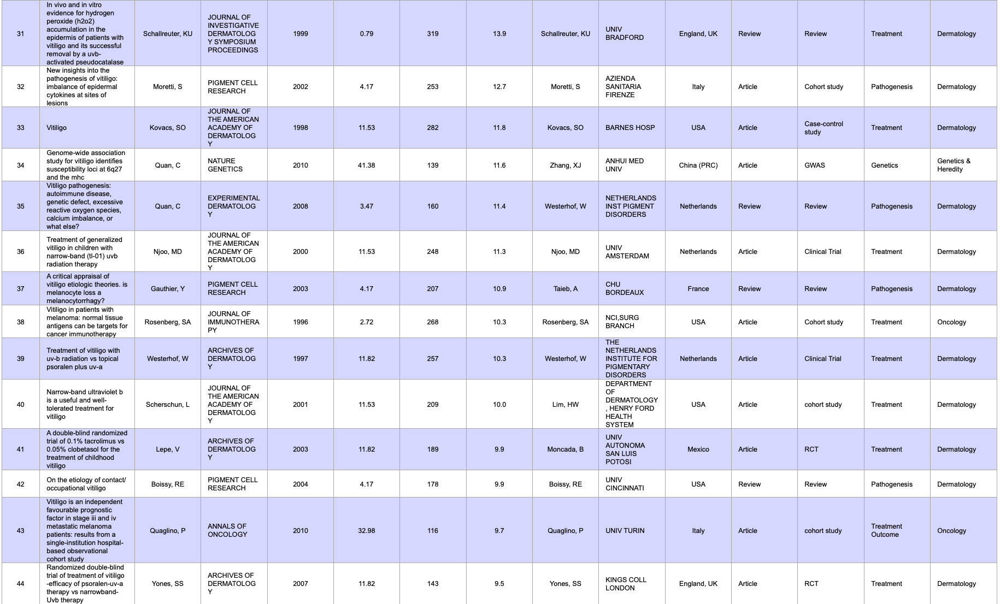 31
In vivo and in vitro
evidence for hydrogen
peroxide (h2o2)
accumulation in the
epidermis of patients with
vitiligo and its successful
removal by a uvb-
activated pseudocatalase
Schallreuter, KU
JOURNAL OF
INVESTIGATIVE
DERMATOLOG
Y SYMPOSIUM
PROCEEDINGS
1999
0.79
319
13.9
Schallreuter, KU
UNIV
BRADFORD
England, UK
Review
Review
Treatment
Dermatology
32
New insights into the
pathogenesis of vitiligo:
imbalance of epidermal
cytokines at sites of
lesions
Moretti, S
PIGMENT CELL
RESEARCH
2002
4.17
253
12.7
Moretti, S
AZIENDA
SANITARIA
FIRENZE
Italy
Article
Cohort study
Pathogenesis
Dermatology
33
Vitiligo
Kovacs, SO
JOURNAL OF
THE AMERICAN
ACADEMY OF
DERMATOLOG
Y
1998
11.53
282
11.8
Kovacs, SO
BARNES HOSP
USA
Article
Case-control
study
Treatment
Dermatology
34
Genome-wide association
study for vitiligo identifies
susceptibility loci at 6q27
and the mhc
Quan, C
NATURE
GENETICS
2010
41.38
139
11.6
Zhang, XJ
ANHUI MED
UNIV
China (PRC)
Article
GWAS
Genetics
Genetics &
Heredity
35
Vitiligo pathogenesis:
autoimmune disease,
genetic defect, excessive
reactive oxygen species,
calcium imbalance, or
what else?
Quan, C
EXPERIMENTAL
DERMATOLOG
Y
2008
3.47
160
11.4
Westerhof, W
NETHERLANDS
INST PIGMENT
DISORDERS
Netherlands
Review
Review
Pathogenesis
Dermatology
36
Treatment of generalized
vitiligo in children with
narrow-band (tl-01) uvb
radiation therapy
Njoo, MD
JOURNAL OF
THE AMERICAN
ACADEMY OF
DERMATOLOG
Y
2000
11.53
248
11.3
Njoo, MD
UNIV
AMSTERDAM
Netherlands
Article
Clinical Trial
Treatment
Dermatology
37
A critical appraisal of
vitiligo etiologic theories. is
melanocyte loss a
melanocytorrhagy?
Gauthier, Y
PIGMENT CELL
RESEARCH
2003
4.17
207
10.9
Taieb, A
CHU
BORDEAUX
France
Review
Review
Pathogenesis
Dermatology
38
Vitiligo in patients with
melanoma: normal tissue
antigens can be targets for
cancer immunotherapy
Rosenberg, SA
JOURNAL OF
IMMUNOTHERA
PY
1996
2.72
268
10.3
Rosenberg, SA
NCI,SURG
BRANCH
USA
Article
Cohort study
Treatment
Oncology
39
Treatment of vitiligo with
uv-b radiation vs topical
psoralen plus uv-a
Westerhof, W
ARCHIVES OF
DERMATOLOG
Y
1997
11.82
257
10.3
Westerhof, W
THE
NETHERLANDS
INSTITUTE FOR
PIGMENTARY
DISORDERS
Netherlands
Article
Clinical Trial
Treatment
Dermatology
40
Narrow-band ultraviolet b
is a useful and well-
tolerated treatment for
vitiligo
Scherschun, L
JOURNAL OF
THE AMERICAN
ACADEMY OF
DERMATOLOG
Y
2001
11.53
209
10.0
Lim, HW
DEPARTMENT
OF
DERMATOLOGY
, HENRY FORD
HEALTH
SYSTEM
USA
Article
cohort study
Treatment
Dermatology
41
A double-blind randomized
trial of 0.1% tacrolimus vs
0.05% clobetasol for the
treatment of childhood
vitiligo
Lepe, V
ARCHIVES OF
DERMATOLOG
Y
2003
11.82
189
9.9
Moncada, B
UNIV
AUTONOMA
SAN LUIS
POTOSI
Mexico
Article
RCT
Treatment
Dermatology
42
On the etiology of contact/
occupational vitiligo
Boissy, RE
PIGMENT CELL
RESEARCH
2004
4.17
178
9.9
Boissy, RE
UNIV
CINCINNATI
USA
Review
Review
Pathogenesis
Dermatology
43
Vitiligo is an independent
favourable prognostic
factor in stage iii and iv
metastatic melanoma
patients: results from a
single-institution hospital-
based observational
cohort study
Quaglino, P
ANNALS OF
ONCOLOGY
2010
32.98
116
9.7
Quaglino, P
UNIV TURIN
Italy
Article
cohort study
Treatment
Outcome
Oncology
44
Randomized double-blind
trial of treatment of vitiligo
-efficacy of psoralen-uv-a
therapy vs narrowband-
Uvb therapy
Yones, SS
ARCHIVES OF
DERMATOLOG
Y
2007
11.82
143
9.5
Yones, SS
KINGS COLL
LONDON
England, UK
Article
RCT
Treatment
Dermatology